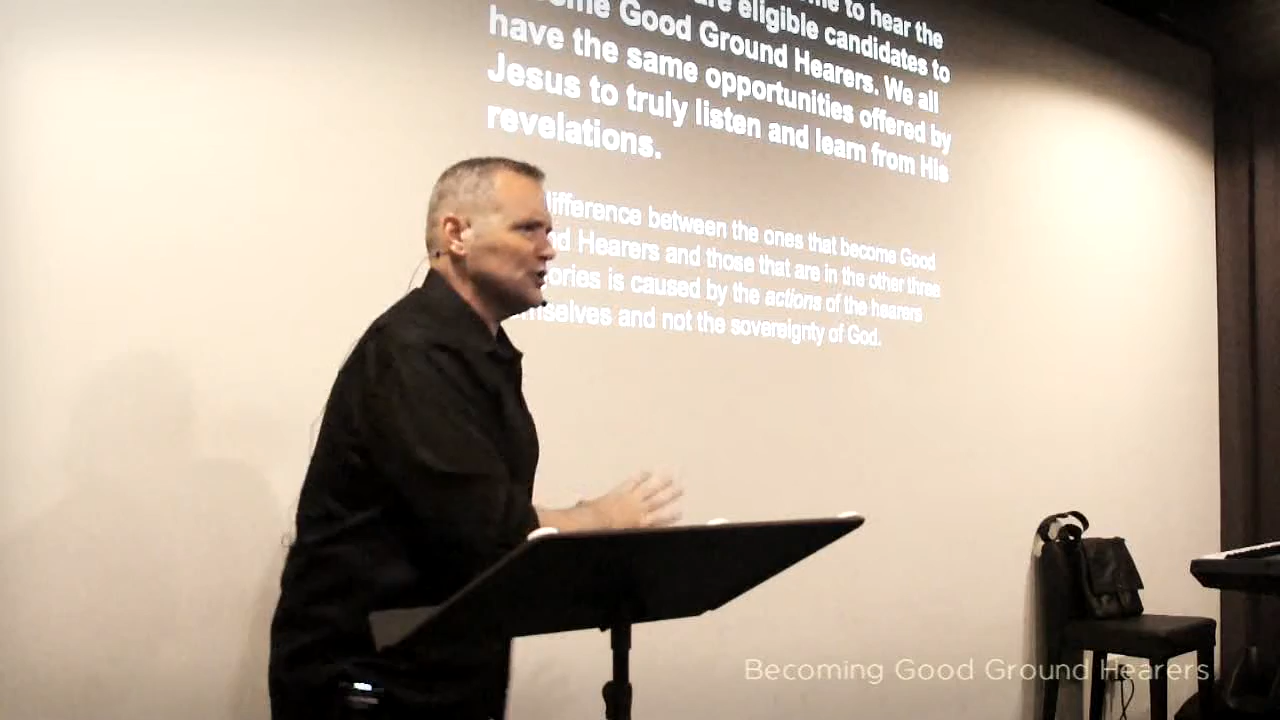 to hear the
are eligible candidates to
Good Ground Hearers. We all
have the same opportunities offered by
Jesus to truly listen and learn from His
revelations.
difference between the ones that become Good
Hearers and those that are in the other three
is caused by the actions of the hearers
and not the sovereignty of God.
Becoming Good Ground Hearers